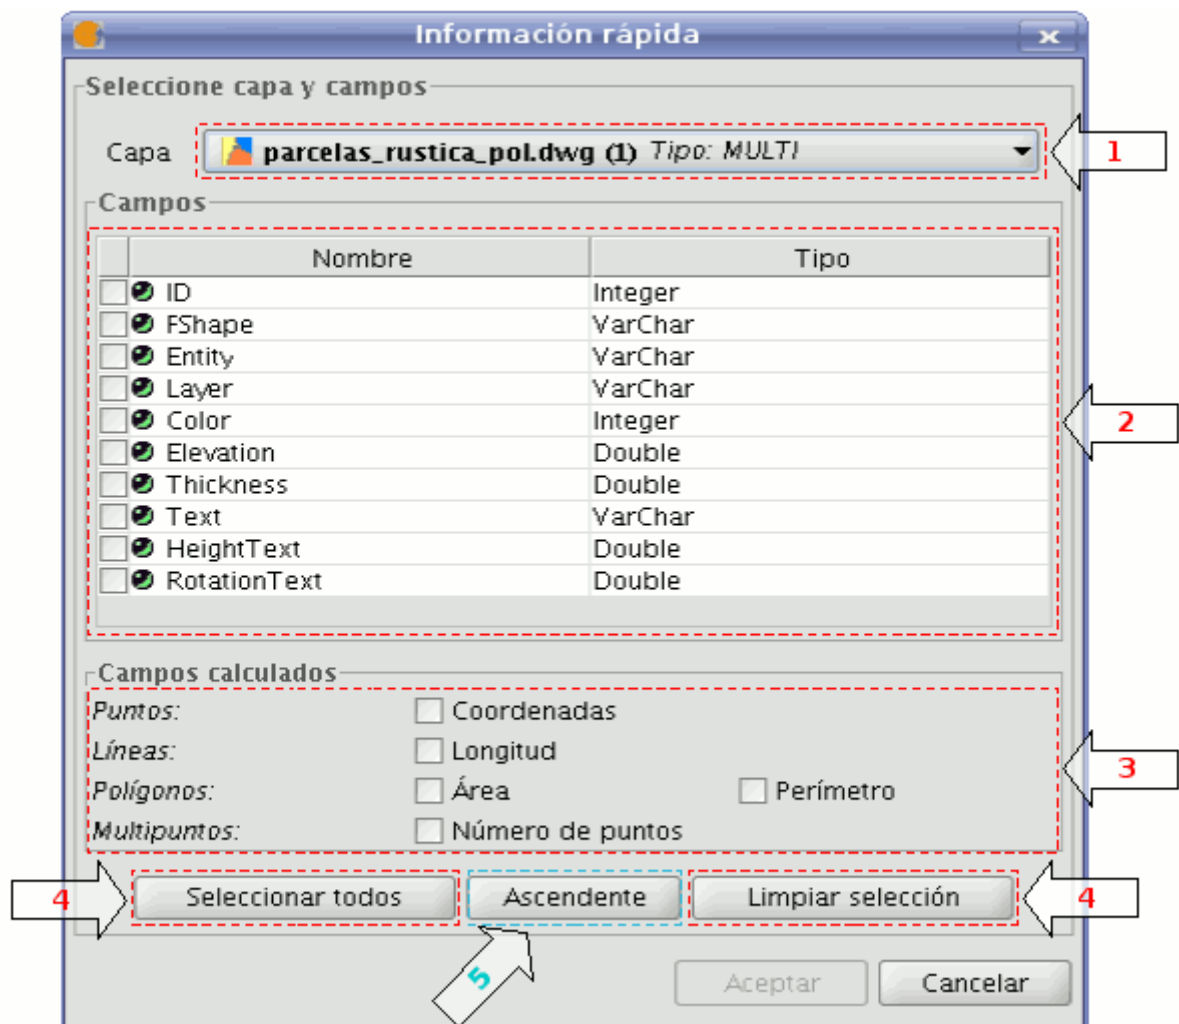 Información rápida
Seleccione capa y campos
Capa parcelas_rustica_pol.dwg (1) Tipo: MULTI 1
Campos
Nombre Tipo
ID Integer
FShape VarChar
Entity VarChar
Layer VarChar
Color Integer 2
Elevation Double
Thickness Double
Text VarChar
HeightText Double
RotationText Double
Campos calculados
Puntos: Coordenadas
Líneas: Longitud
3
Polígonos: Área Perímetro
Multipuntos: Número de puntos
4 Seleccionar todos Ascendente Limpiar selección 4
5
Aceptar Cancelar